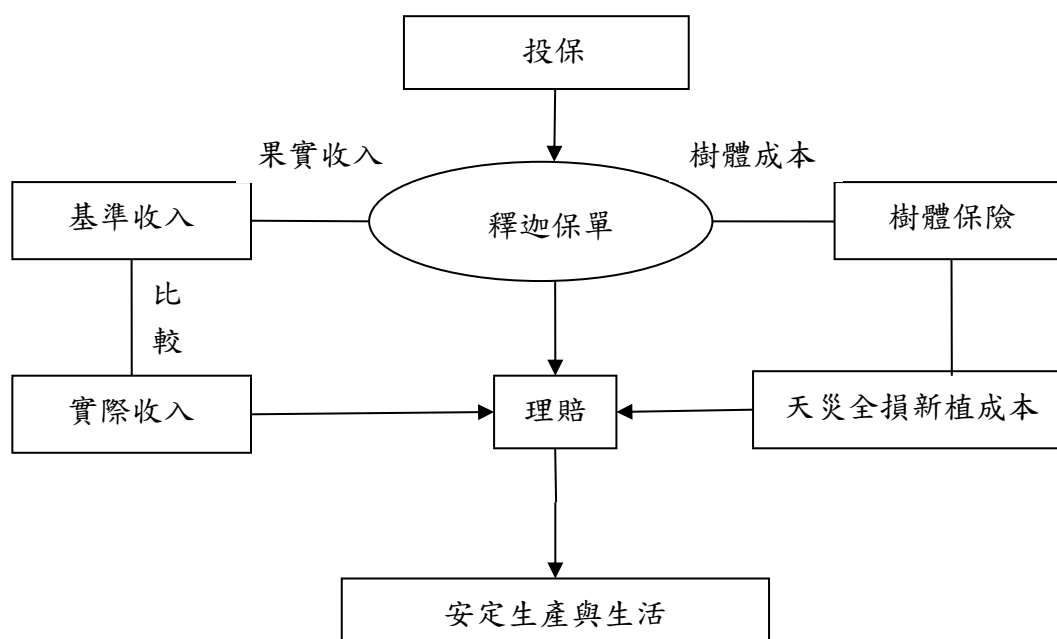 投保
果實收入
樹體成本
基準收入
釋迦保單
樹體保險
比
較
實際收入
理賠
天災全損新植成本
安定生產與生活